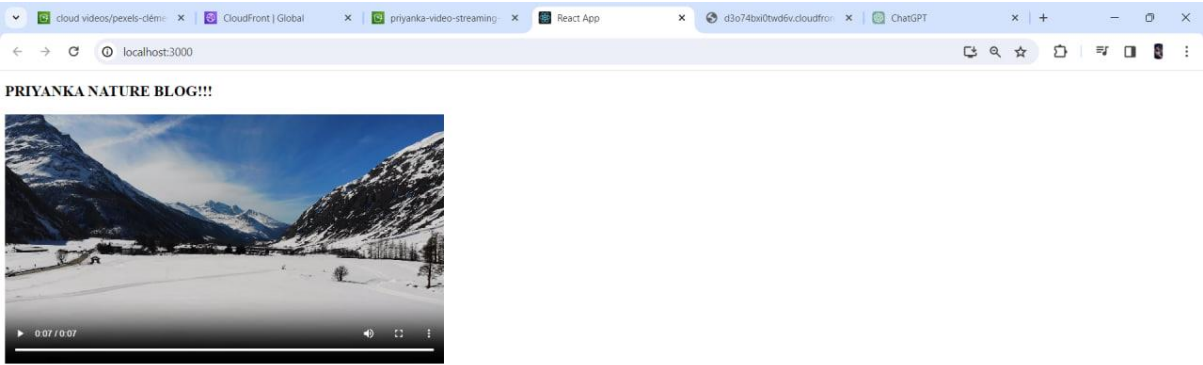 cloud videos/pexels-cléme
CloudFront | Global
priyanka-video-streaming-
React App
d3o74bxi0twd6v.cloudfron
ChatGPT
localhost:3000
PRIYANKA NATURE BLOG!!!
0:07 / 0:07